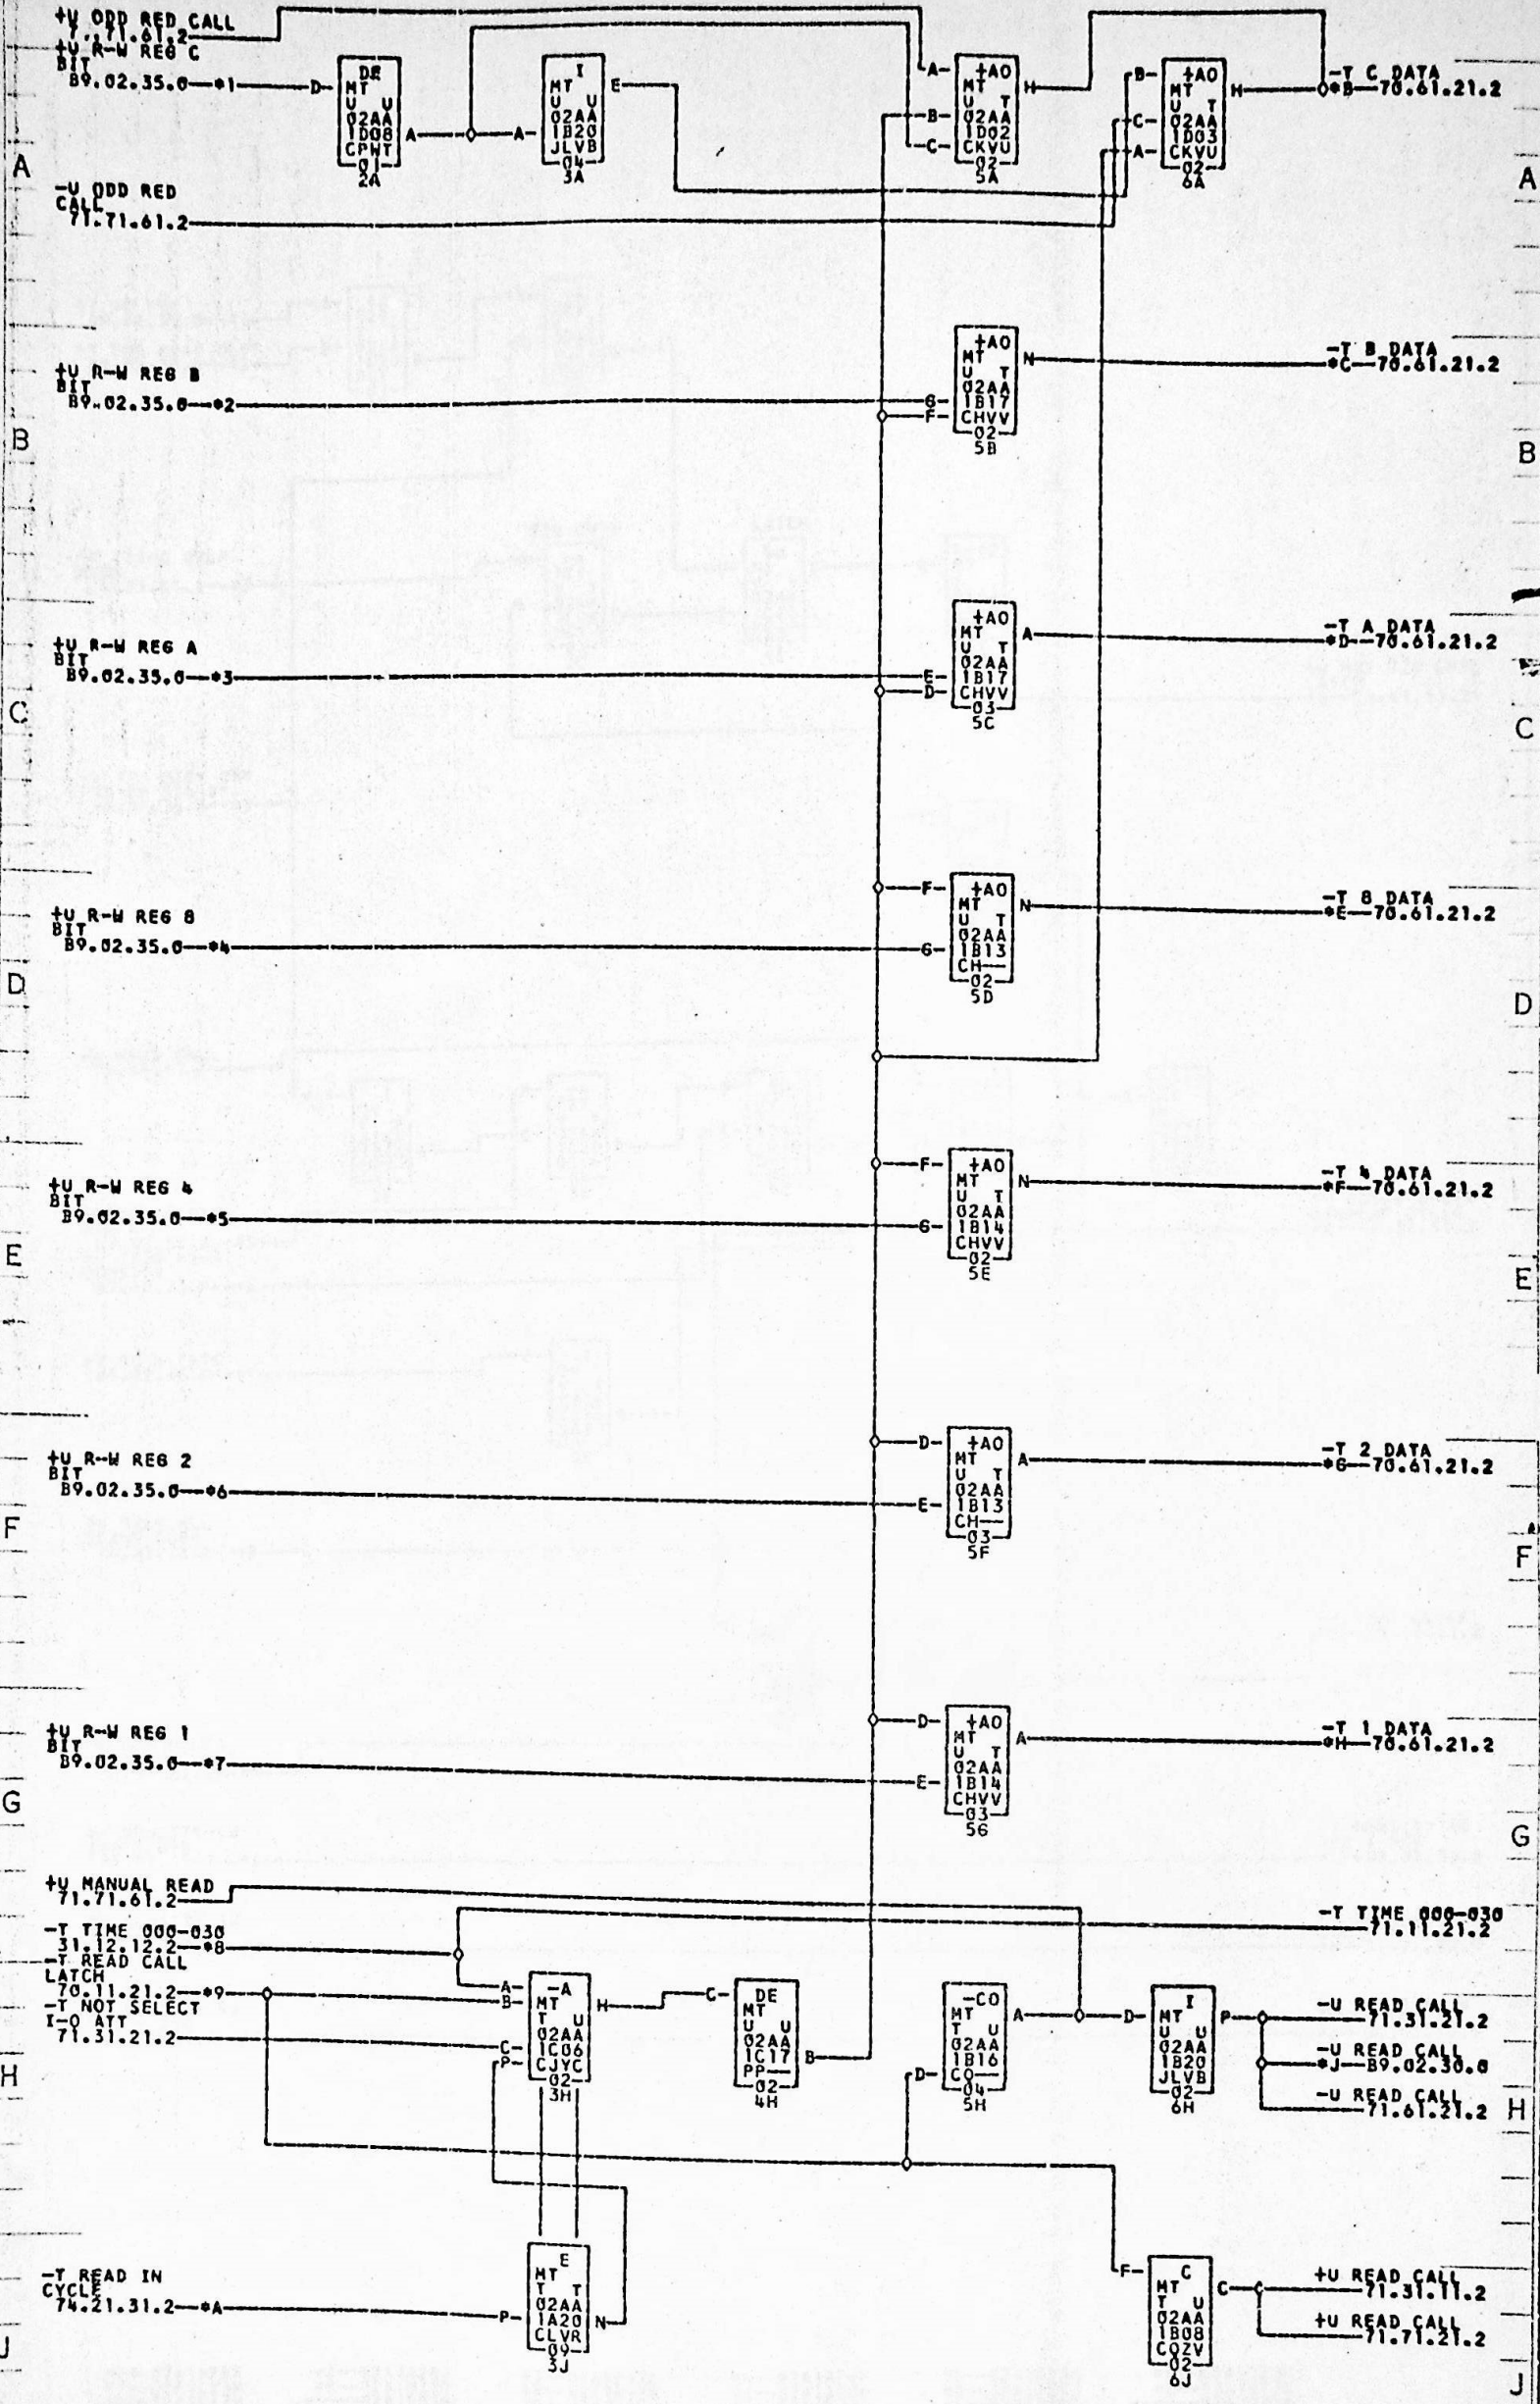 +U ODD RED CALL
71.61.2
+U R-W REG C
BIT
B9.02.35.0—*1 D- DE MT U U 02AA 1D08 CPWT 01 2A A
A- I MT U U 02AA 1B20 JLVB 04 3A E
A- B- C- +AO MT U T 02AA 1D02 CKVU 02 5A H
B- C- A- +AO MT U T 02AA 1D03 CKVU 02 6A H
-T C DATA
*B—70.61.21.2
A
A
-U ODD RED
CALL
71.71.61.2
+U R-W REG B
BIT
B9.02.35.0—*2
G- F- +AO MT U T 02AA 1B17 CHVV 02 5B N
-T B DATA
*C—70.61.21.2
B
B
+U R-W REG A
BIT
B9.02.35.0—*3
E- D- +AO MT U T 02AA 1B17 CHVV 03 5C A
-T A DATA
*D—70.61.21.2
C
C
+U R-W REG 8
BIT
B9.02.35.0—*4
F- G- +AO MT U T 02AA 1B13 CH— 02 5D N
-T 8 DATA
*E—70.61.21.2
D
D
+U R-W REG 4
BIT
B9.02.35.0—*5
F- G- +AO MT U T 02AA 1B14 CHVV 02 5E N
-T 4 DATA
*F—70.61.21.2
E
E
+U R-W REG 2
BIT
B9.02.35.0—*6
D- E- +AO MT U T 02AA 1B13 CH— 03 5F A
-T 2 DATA
*G—70.61.21.2
F
F
+U R-W REG 1
BIT
B9.02.35.0—*7
D- E- +AO MT U T 02AA 1B14 CHVV 03 5G A
-T 1 DATA
*H—70.61.21.2
G
G
+U MANUAL READ
71.71.61.2
-T TIME 000-030
31.12.12.2—*8
-T TIME 000-030
71.11.21.2
-T READ CALL
LATCH
70.11.21.2—*9
-T NOT SELECT
I-O ATT
71.31.21.2
A- B- C- P- -A MT T U 02AA 1C06 CJYC 02 3H H
C- DE MT U U 02AA 1C17 PP— 02 4H B
D- -CO MT T U 02AA 1B16 CQ— 04 5H A
D- I MT U U 02AA 1B20 JLVB 02 6H P
-U READ CALL
71.31.21.2
-U READ CALL
*J—B9.02.30.0
-U READ CALL
71.61.21.2
H
H
-T READ IN
CYCLE
74.21.31.2—*A
P- E MT T T 02AA 1A20 CLVR 09 3J N
F- C MT T U 02AA 1B08 CQZV 02 6J C
+U READ CALL
71.31.11.2
+U READ CALL
71.71.21.2
J
J